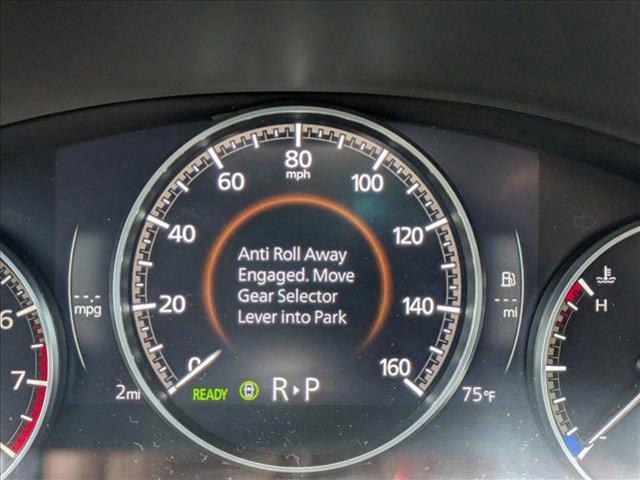 80
mph
60
100
40
120
Anti Roll Away
Engaged. Move
Gear Selector
Lever into Park
20
140
0
160
6
7
--- mpg
--- mi
H
2mi
READY
R▸P
75°F